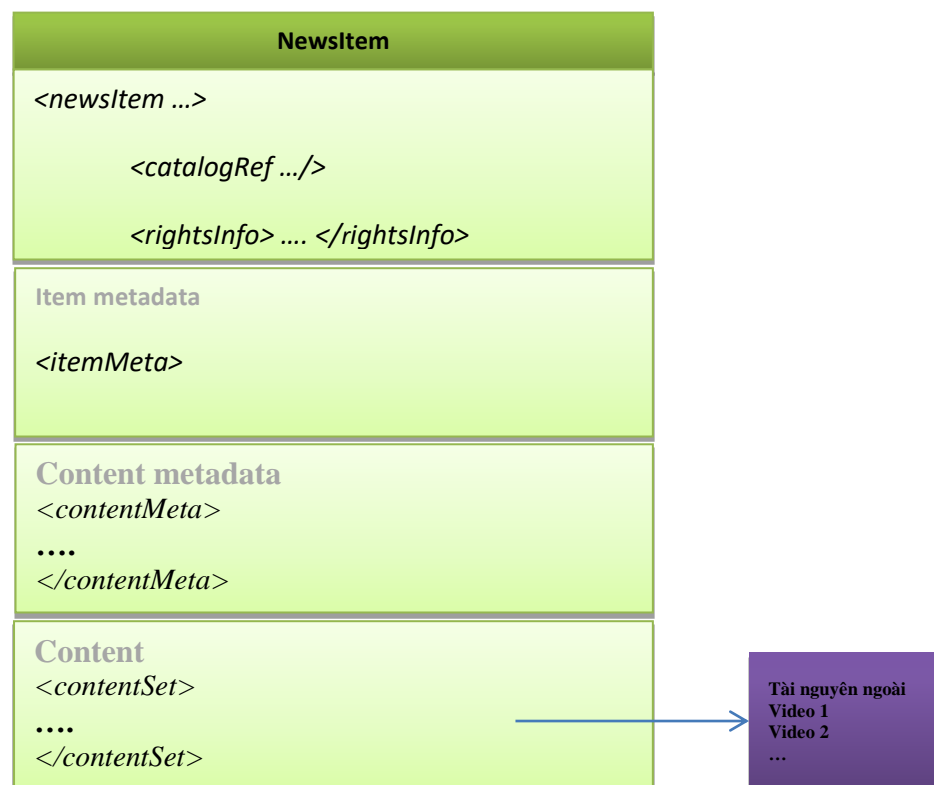 NewsItem
<newsItem …>
<catalogRef …/>
<rightsInfo> …. </rightsInfo>
Item metadata
<itemMeta>
Content metadata
<contentMeta>
….
</contentMeta>
Content
<contentSet>
….
</contentSet>
Tài nguyên ngoài
Video 1
Video 2
…